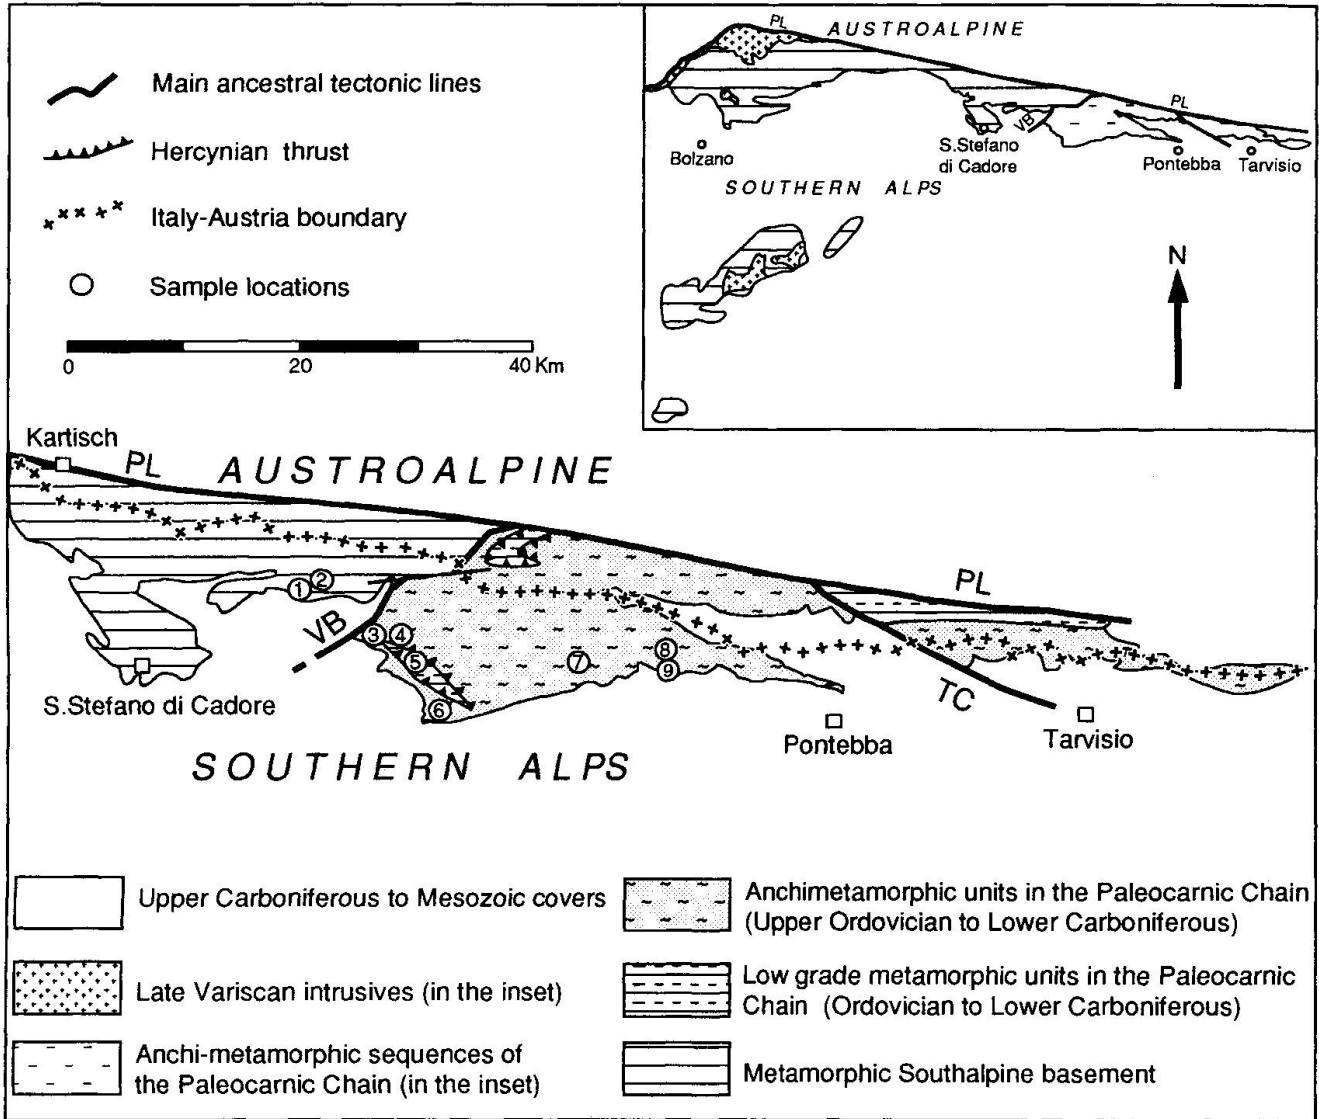 Main ancestral tectonic lines
Hercynian thrust
Italy-Austria boundary
Sample locations
0 20 40 Km
PL
AUSTROALPINE
PL
VB
Bolzano
S.Stefano
di Cadore
Pontebba
Tarvisio
SOUTHERN ALPS
N
Kartisch
PL
AUSTROALPINE
PL
1
2
VB
3
4
5
6
7
8
9
TC
S.Stefano di Cadore
Pontebba
Tarvisio
SOUTHERN ALPS
Upper Carboniferous to Mesozoic covers
Late Variscan intrusives (in the inset)
Anchi-metamorphic sequences of
the Paleocarnic Chain (in the inset)
Anchimetamorphic units in the Paleocarnic Chain
(Upper Ordovician to Lower Carboniferous)
Low grade metamorphic units in the Paleocarnic
Chain (Ordovician to Lower Carboniferous)
Metamorphic Southalpine basement